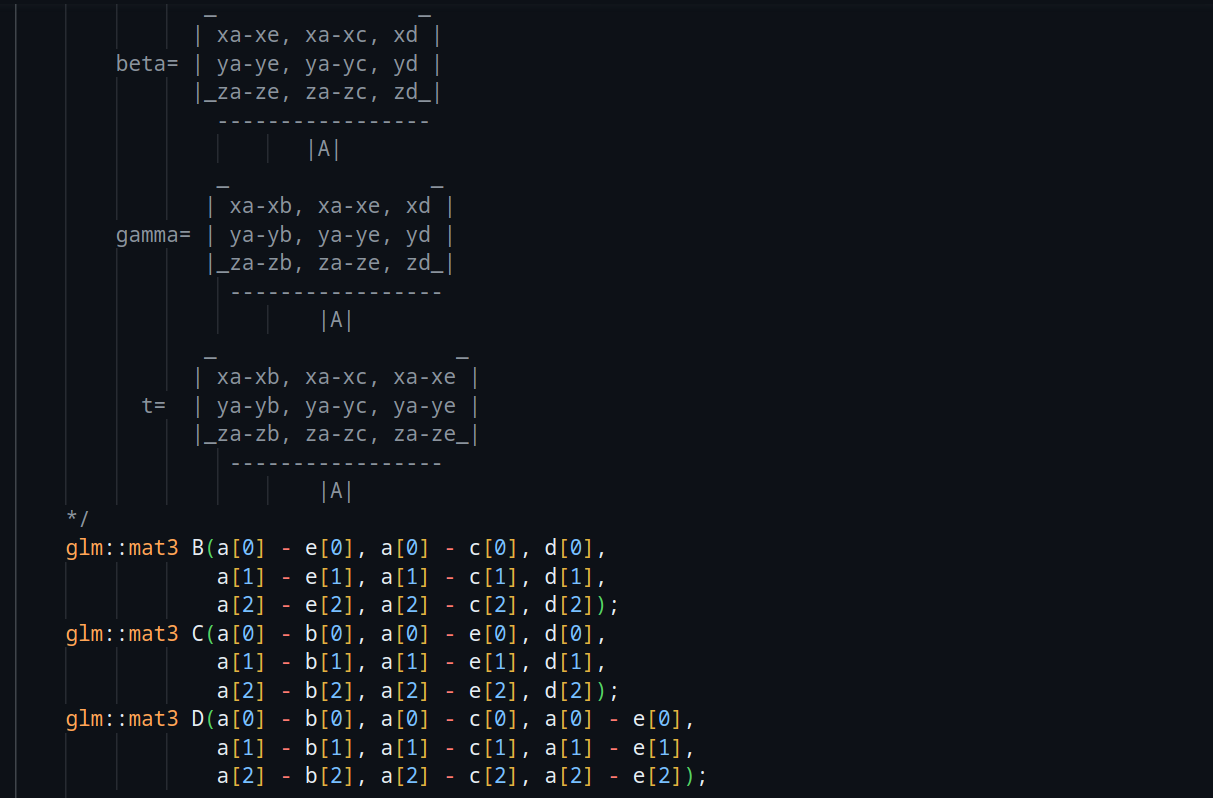 _                 _
| xa-xe, xa-xc, xd |
beta= | ya-ye, ya-yc, yd |
|_za-ze, za-zc, zd_|
-----------------
|A|
_                _
| xa-xb, xa-xe, xd |
gamma= | ya-yb, ya-ye, yd |
|_za-zb, za-ze, zd_|
-----------------
|A|
_                   _
| xa-xb, xa-xc, xa-xe |
t= | ya-yb, ya-yc, ya-ye |
|_za-zb, za-zc, za-ze_|
-----------------
|A|
*/
glm::mat3 B(a[0] - e[0], a[0] - c[0], d[0],
a[1] - e[1], a[1] - c[1], d[1],
a[2] - e[2], a[2] - c[2], d[2]);
glm::mat3 C(a[0] - b[0], a[0] - e[0], d[0],
a[1] - b[1], a[1] - e[1], d[1],
a[2] - b[2], a[2] - e[2], d[2]);
glm::mat3 D(a[0] - b[0], a[0] - c[0], a[0] - e[0],
a[1] - b[1], a[1] - c[1], a[1] - e[1],
a[2] - b[2], a[2] - c[2], a[2] - e[2]);